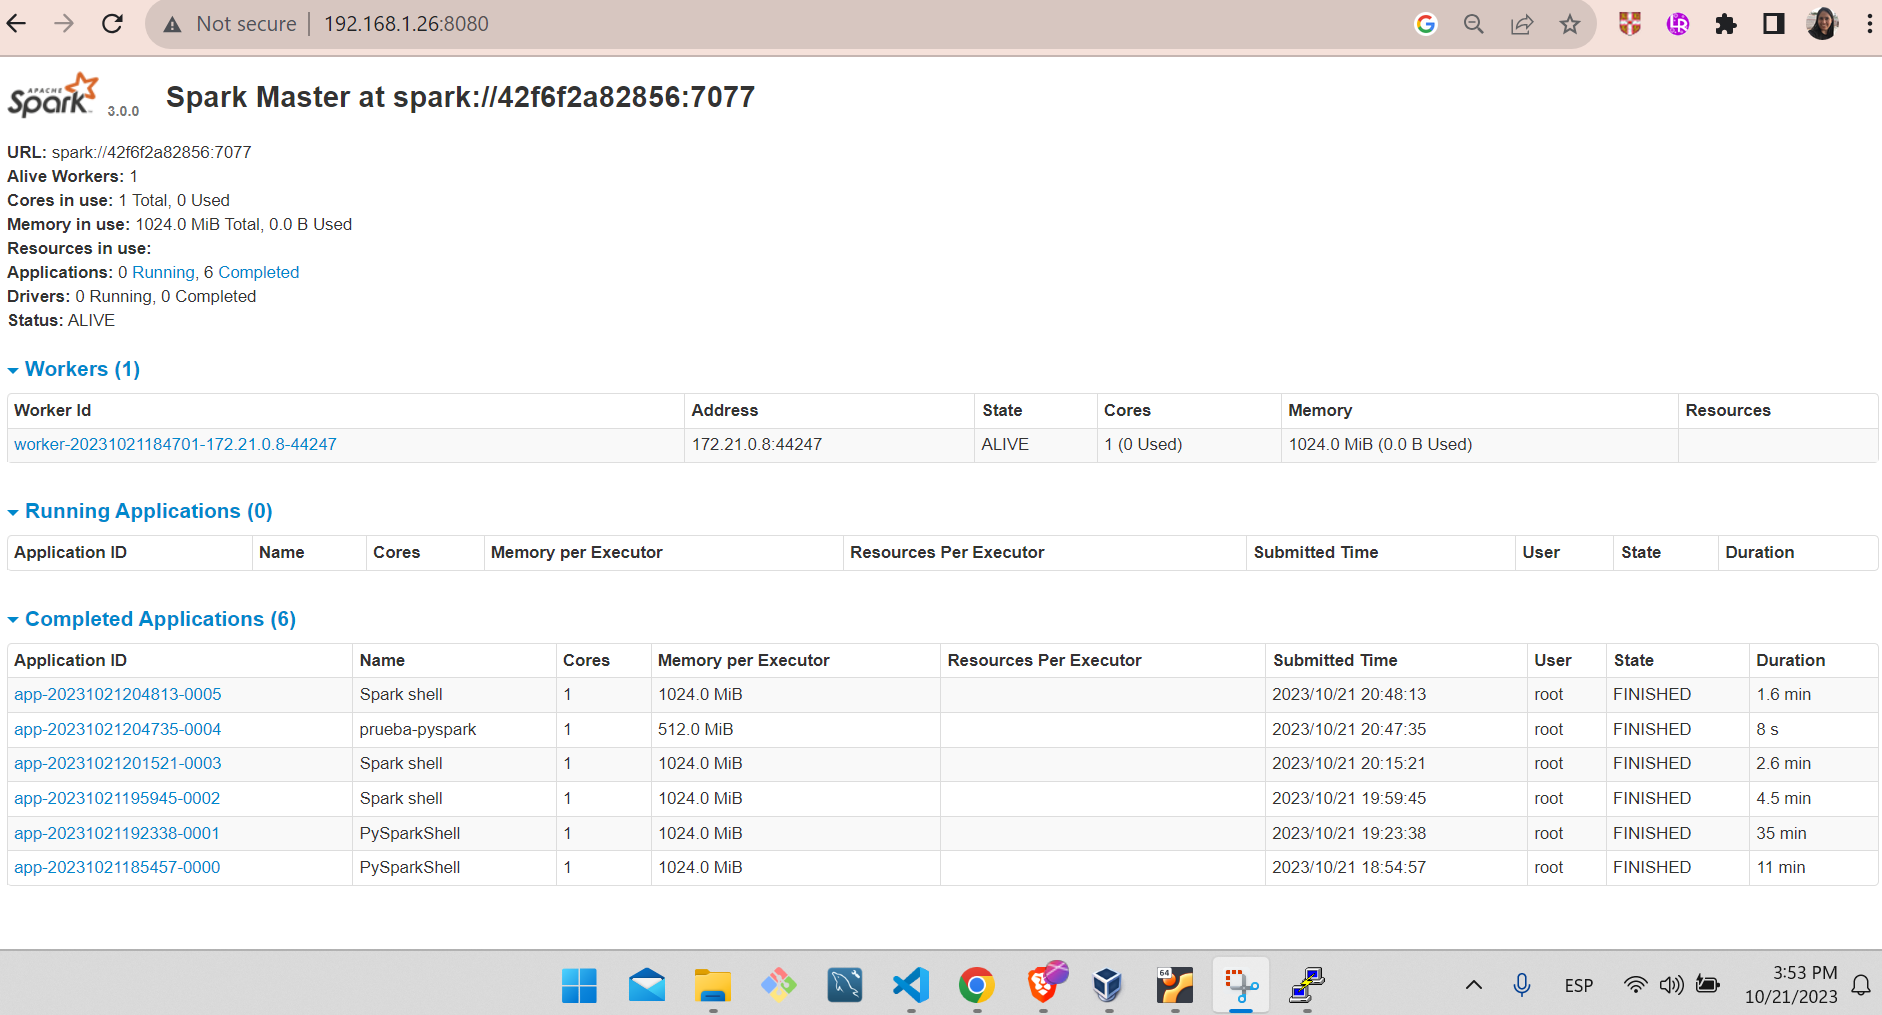 Not secure | 192.168.1.26:8080
APACHE Spark 3.0.0 Spark Master at spark://42f6f2a82856:7077
URL: spark://42f6f2a82856:7077
Alive Workers: 1
Cores in use: 1 Total, 0 Used
Memory in use: 1024.0 MiB Total, 0.0 B Used
Resources in use:
Applications: 0 Running, 6 Completed
Drivers: 0 Running, 0 Completed
Status: ALIVE
Workers (1)
Worker Id Address State Cores Memory Resources
worker-20231021184701-172.21.0.8-44247 172.21.0.8:44247 ALIVE 1 (0 Used) 1024.0 MiB (0.0 B Used)
Running Applications (0)
Application ID Name Cores Memory per Executor Resources Per Executor Submitted Time User State Duration
Completed Applications (6)
Application ID Name Cores Memory per Executor Resources Per Executor Submitted Time User State Duration
app-20231021204813-0005 Spark shell 1 1024.0 MiB 2023/10/21 20:48:13 root FINISHED 1.6 min
app-20231021204735-0004 prueba-pyspark 1 512.0 MiB 2023/10/21 20:47:35 root FINISHED 8 s
app-20231021201521-0003 Spark shell 1 1024.0 MiB 2023/10/21 20:15:21 root FINISHED 2.6 min
app-20231021195945-0002 Spark shell 1 1024.0 MiB 2023/10/21 19:59:45 root FINISHED 4.5 min
app-20231021192338-0001 PySparkShell 1 1024.0 MiB 2023/10/21 19:23:38 root FINISHED 35 min
app-20231021185457-0000 PySparkShell 1 1024.0 MiB 2023/10/21 18:54:57 root FINISHED 11 min
64
ESP
3:53 PM
10/21/2023